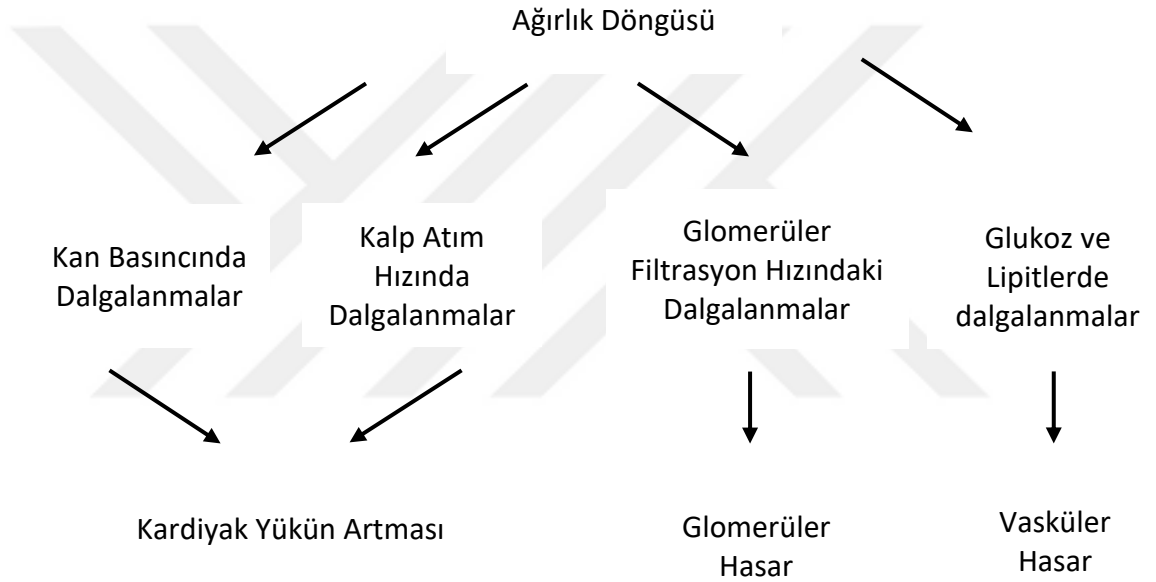 Ağırlık Döngüsü
Kan Basıncında
Dalgalanmalar
Kalp Atım
Hızında
Dalgalanmalar
Glomerüler
Filtrasyon Hızındaki
Dalgalanmalar
Glukoz ve
Lipitlerde
dalgalanmalar
Kardiyak Yükün Artması
Glomerüler
Hasar
Vasküler
Hasar